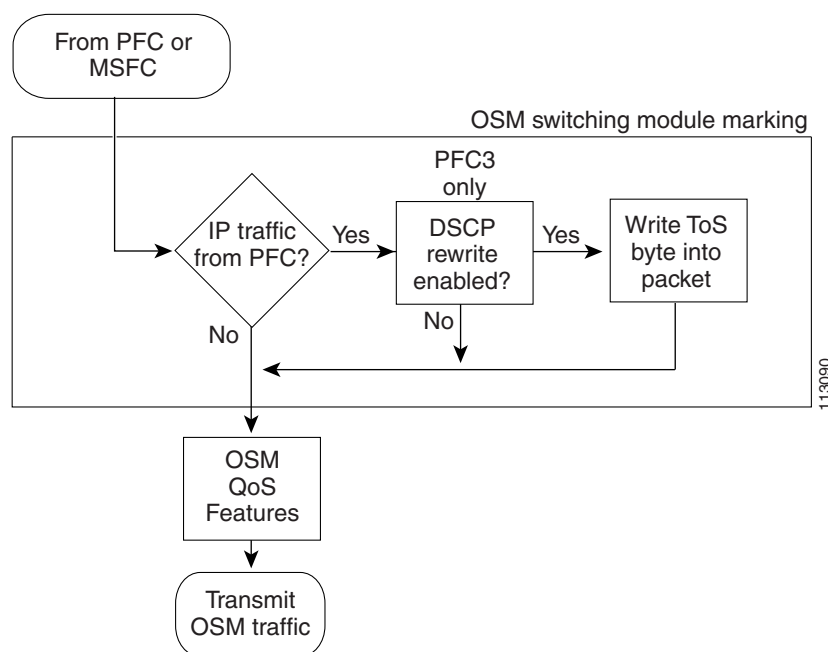 From PFC or
MSFC
OSM switching module marking
PFC3
only
IP traffic
from PFC?
Yes
DSCP
rewrite
enabled?
Yes
Write ToS
byte into
packet
No
No
113090
OSM
QoS
Features
Transmit
OSM traffic